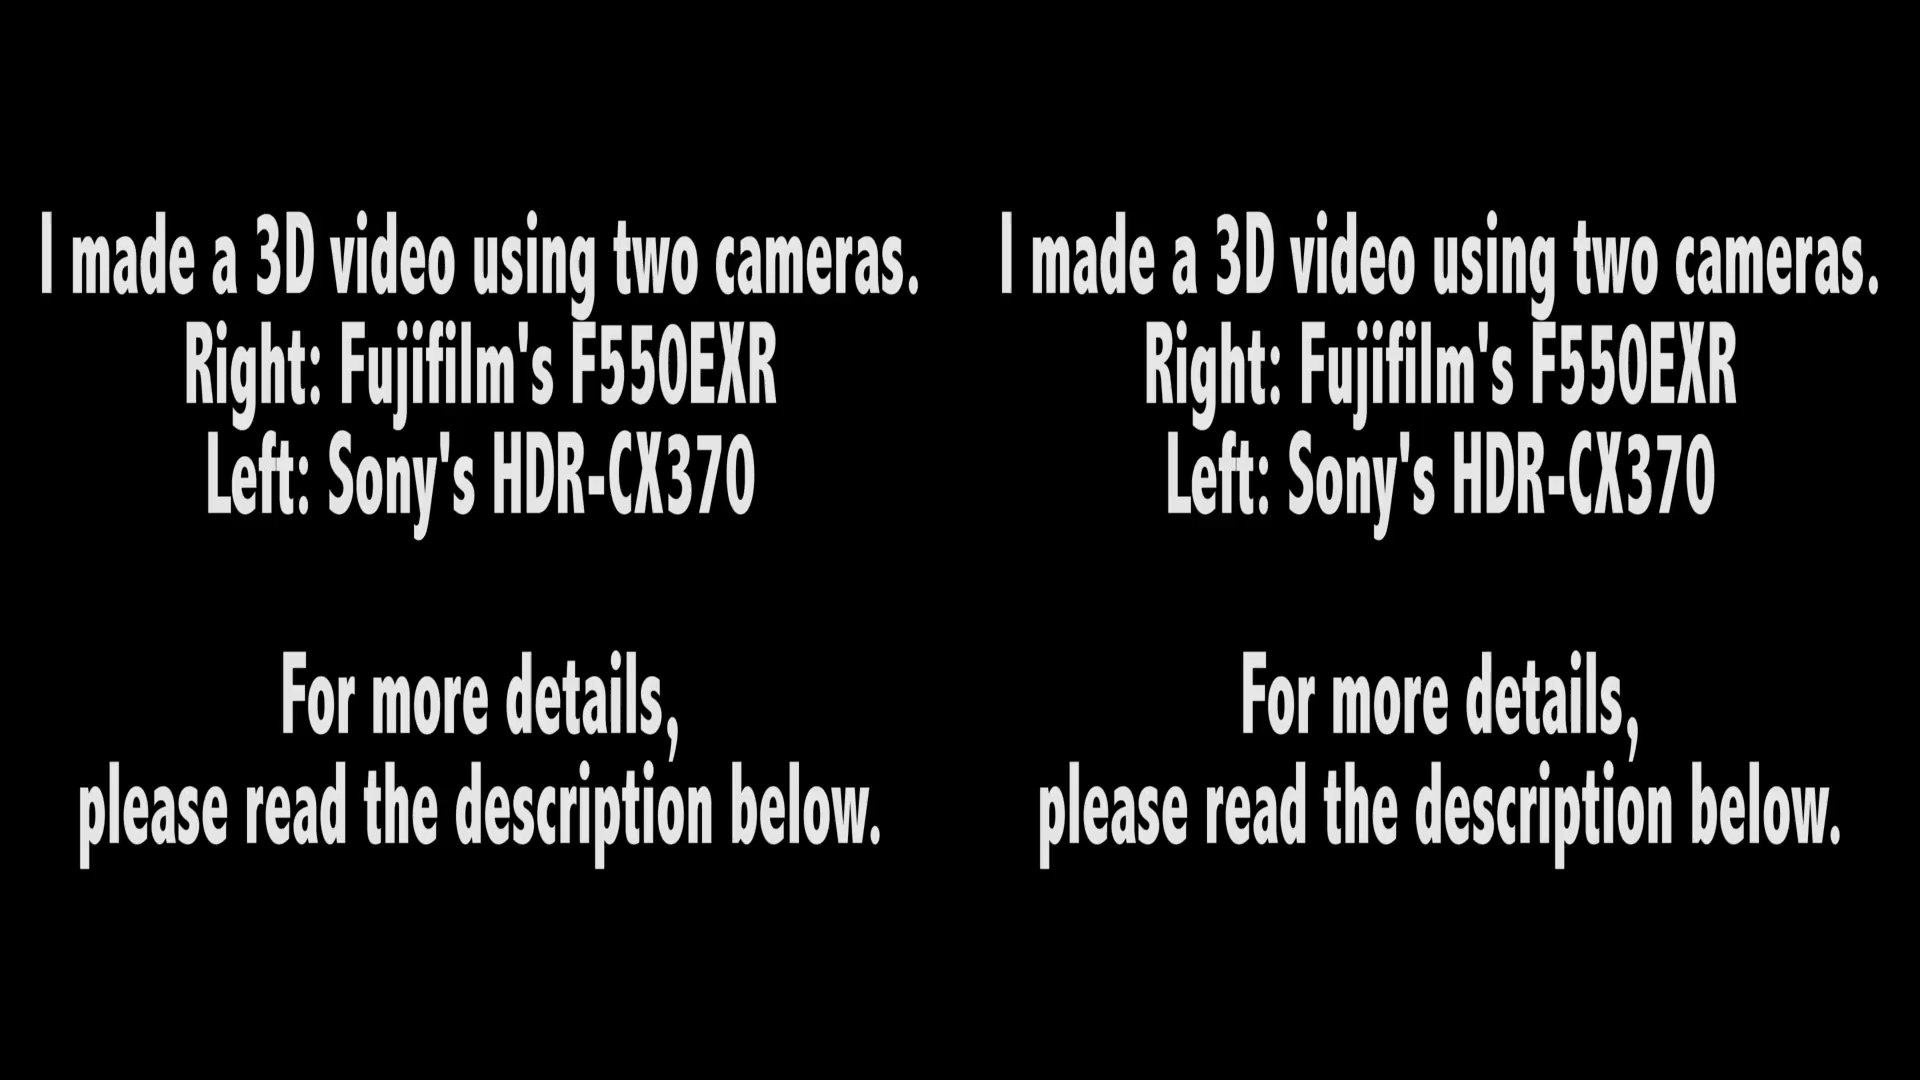 I made a 3D video using two cameras.
Right: Fujifilm's F550EXR
Left: Sony's HDR-CX370
For more details,
please read the description below.
I made a 3D video using two cameras.
Right: Fujifilm's F550EXR
Left: Sony's HDR-CX370
For more details,
please read the description below.